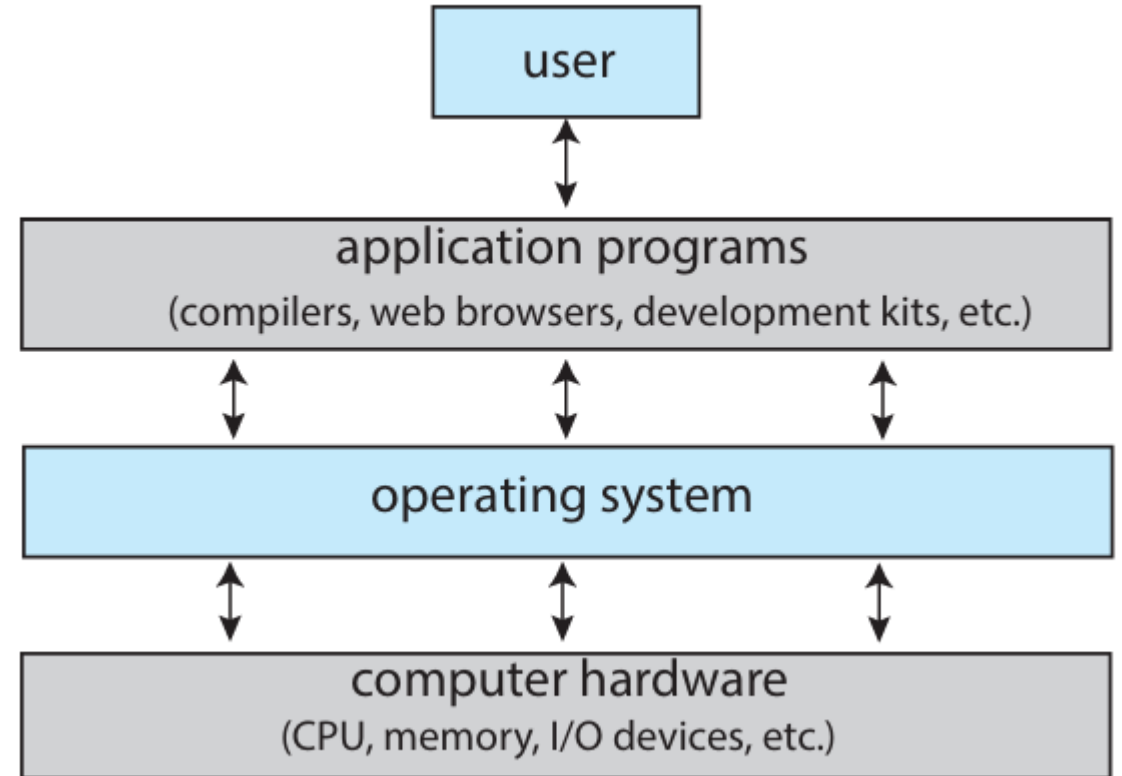 user
application programs
(compilers, web browsers, development kits, etc.)
operating system
computer hardware
(CPU, memory, I/O devices, etc.)